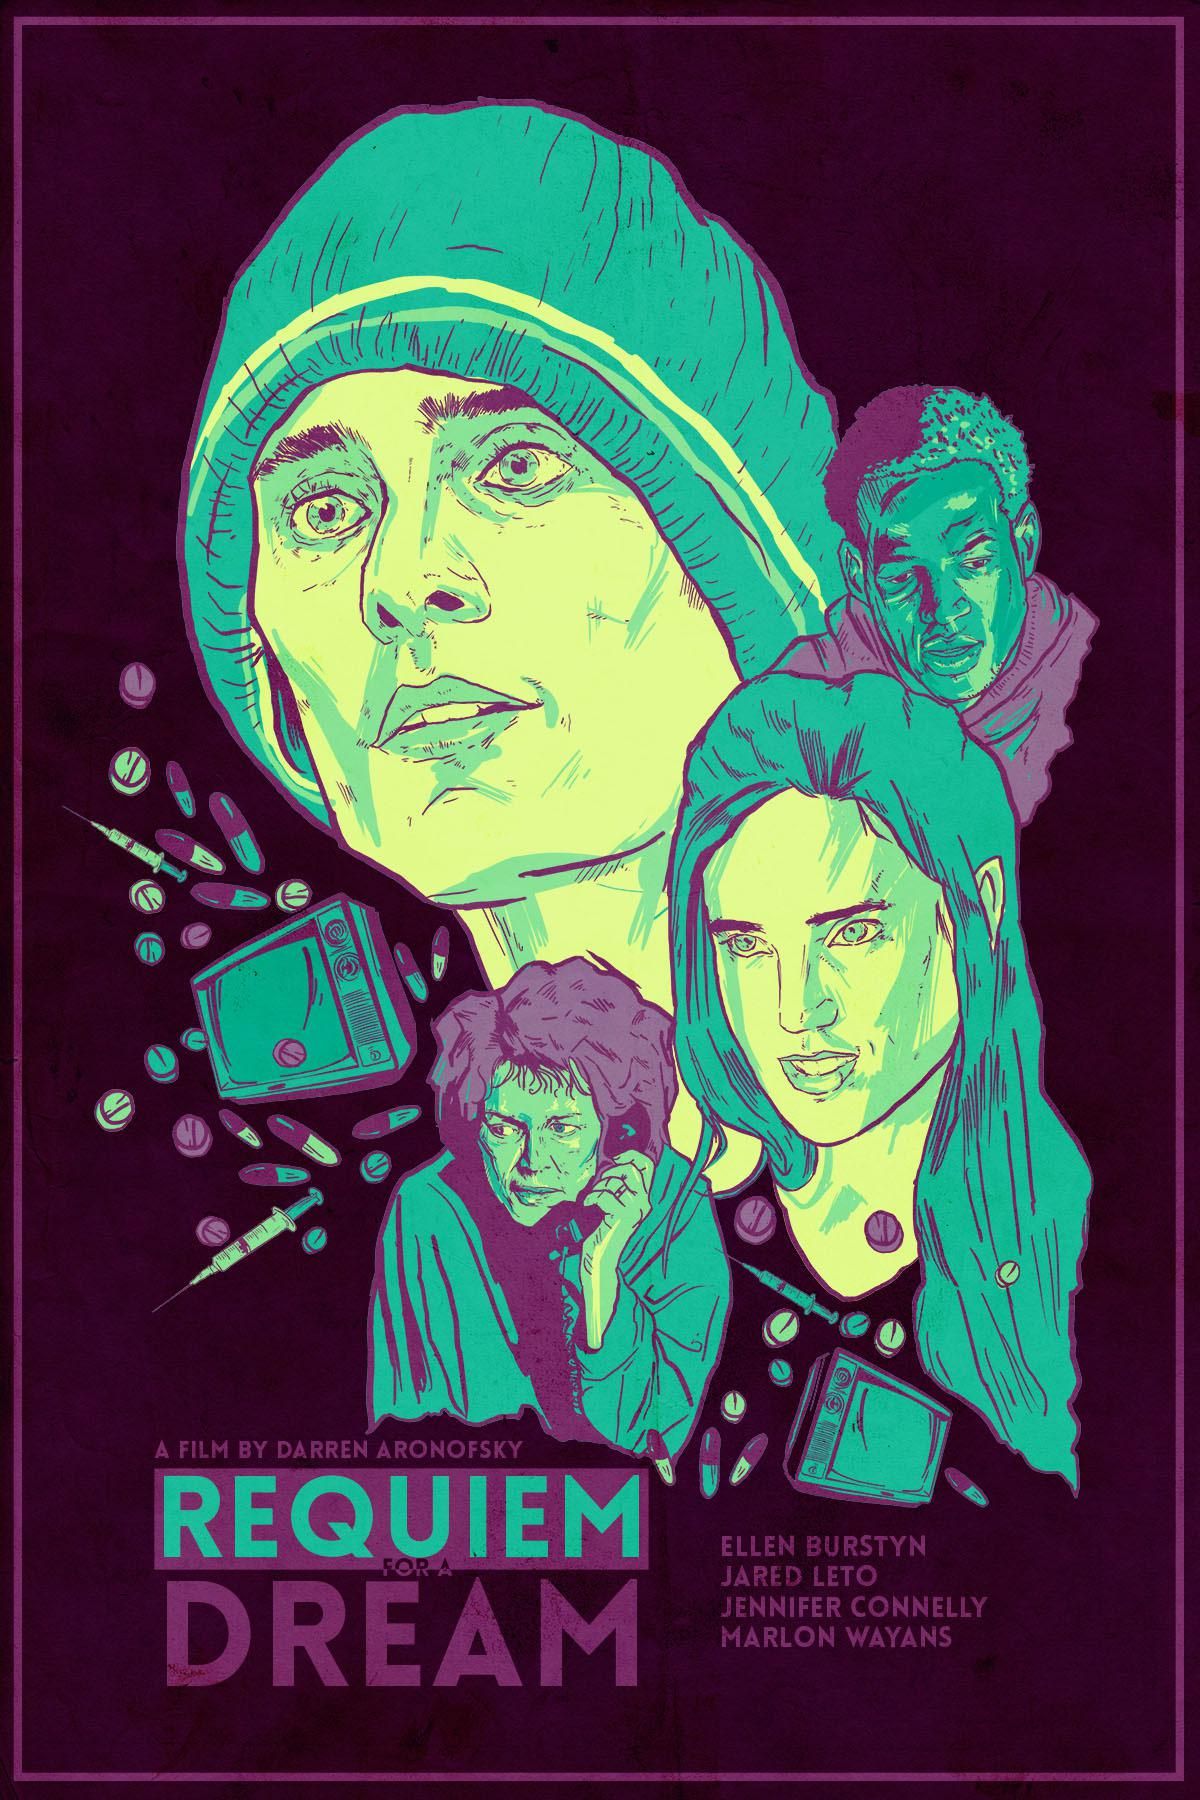 A FILM BY DARREN ARONOFSKY
REQUIEM
FOR A
DREAM
ELLEN BURSTYN
JARED LETO
JENNIFER CONNELLY
MARLON WAYANS